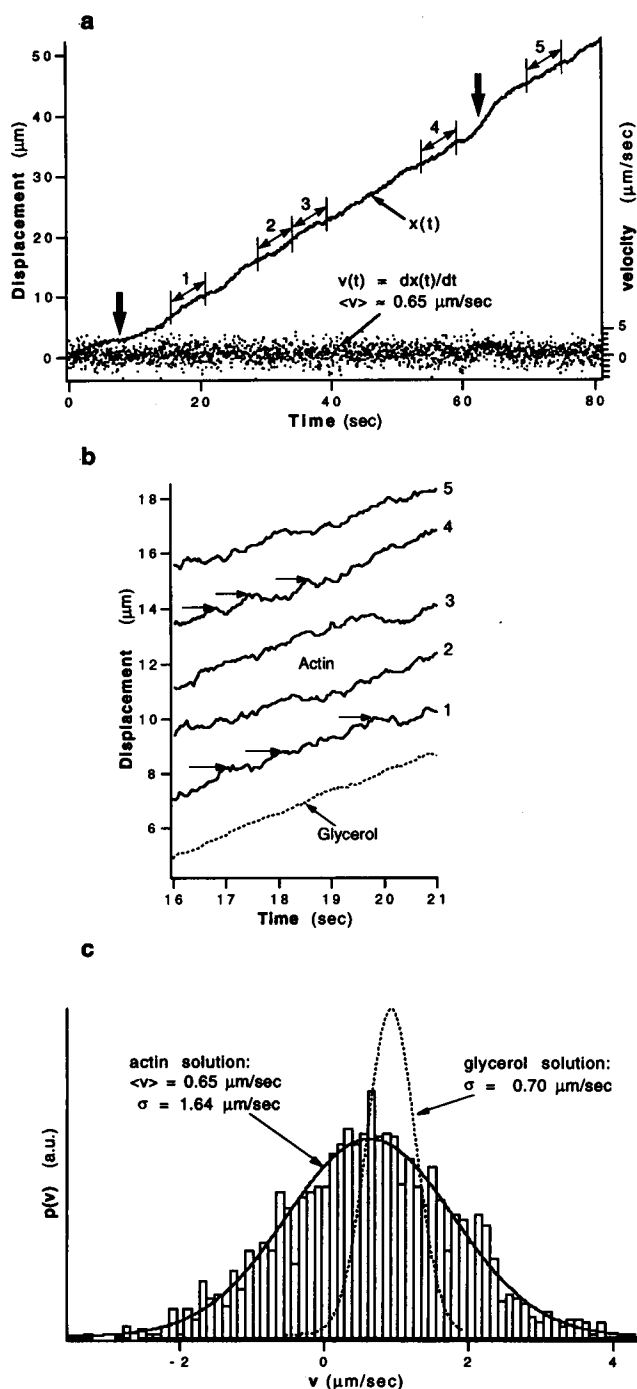 a
50
40
30
20
10
0
Displacement (μm)
1
2
3
4
5
x(t)
v(t) = dx(t)/dt
<v> ≈ 0.65 μm/sec
5
0
velocity (μm/sec)
0
20
40
60
80
Time (sec)
b
18
16
14
12
10
8
6
Displacement (μm)
5
4
3
Actin
2
1
Glycerol
16
17
18
19
20
21
Time (sec)
c
actin solution:
<v> = 0.65 μm/sec
σ = 1.64 μm/sec
glycerol solution:
σ = 0.70 μm/sec
p(v) (a.u.)
-2
0
2
4
v (μm/sec)